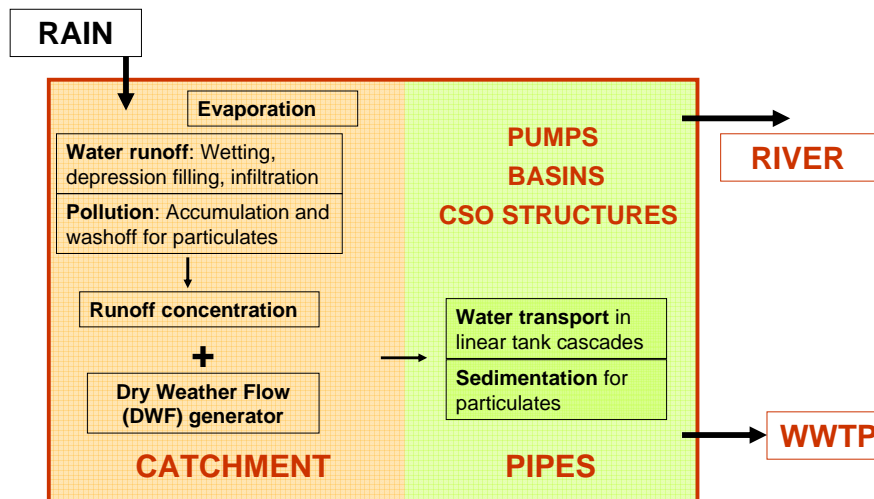 RAIN
Evaporation
Water runoff: Wetting,
depression filling, infiltration
Pollution: Accumulation and
washoff for particulates
Runoff concentration
+
Dry Weather Flow
(DWF) generator
CATCHMENT
PUMPS
BASINS
CSO STRUCTURES
Water transport in
linear tank cascades
Sedimentation for
particulates
PIPES
RIVER
WWTP